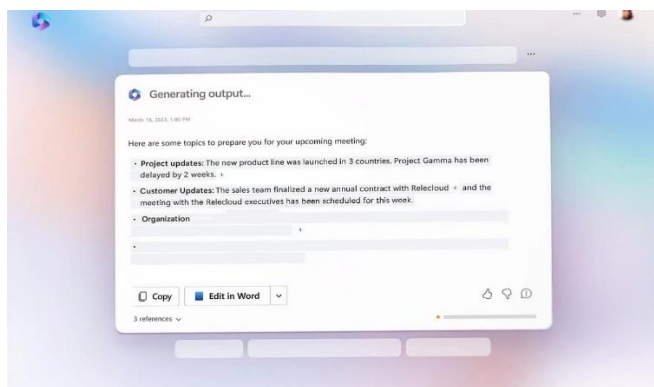 Generating output...
March 16, 2023, 1:00 PM
Here are some topics to prepare you for your upcoming meeting:
• Project updates: The new product line was launched in 3 countries. Project Gamma has been
delayed by 2 weeks.
• Customer Updates: The sales team finalized a new annual contract with Relecloud and the
meeting with the Relecloud executives has been scheduled for this week.
• Organization
•
Copy
Edit in Word
3 references